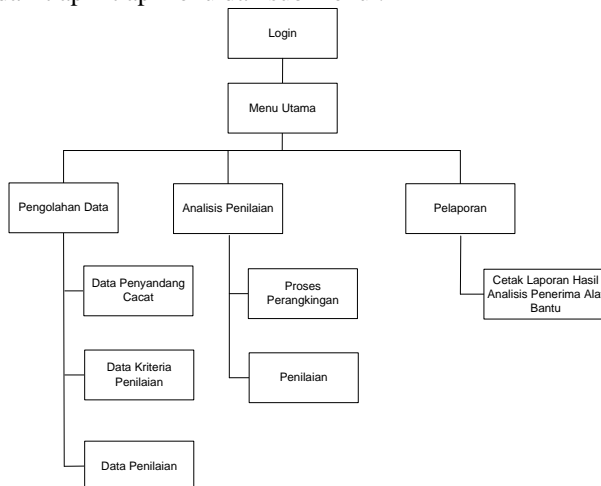 Login
Menu Utama
Pengolahan Data
Analisis Penilaian
Pelaporan
Data Penyandang
Cacat
Proses
Perangkingan
Cetak Laporan Hasil
Analisis Penerima Ala
Bantu
Data Kriteria
Penilaian
Penilaian
Data Penilaian